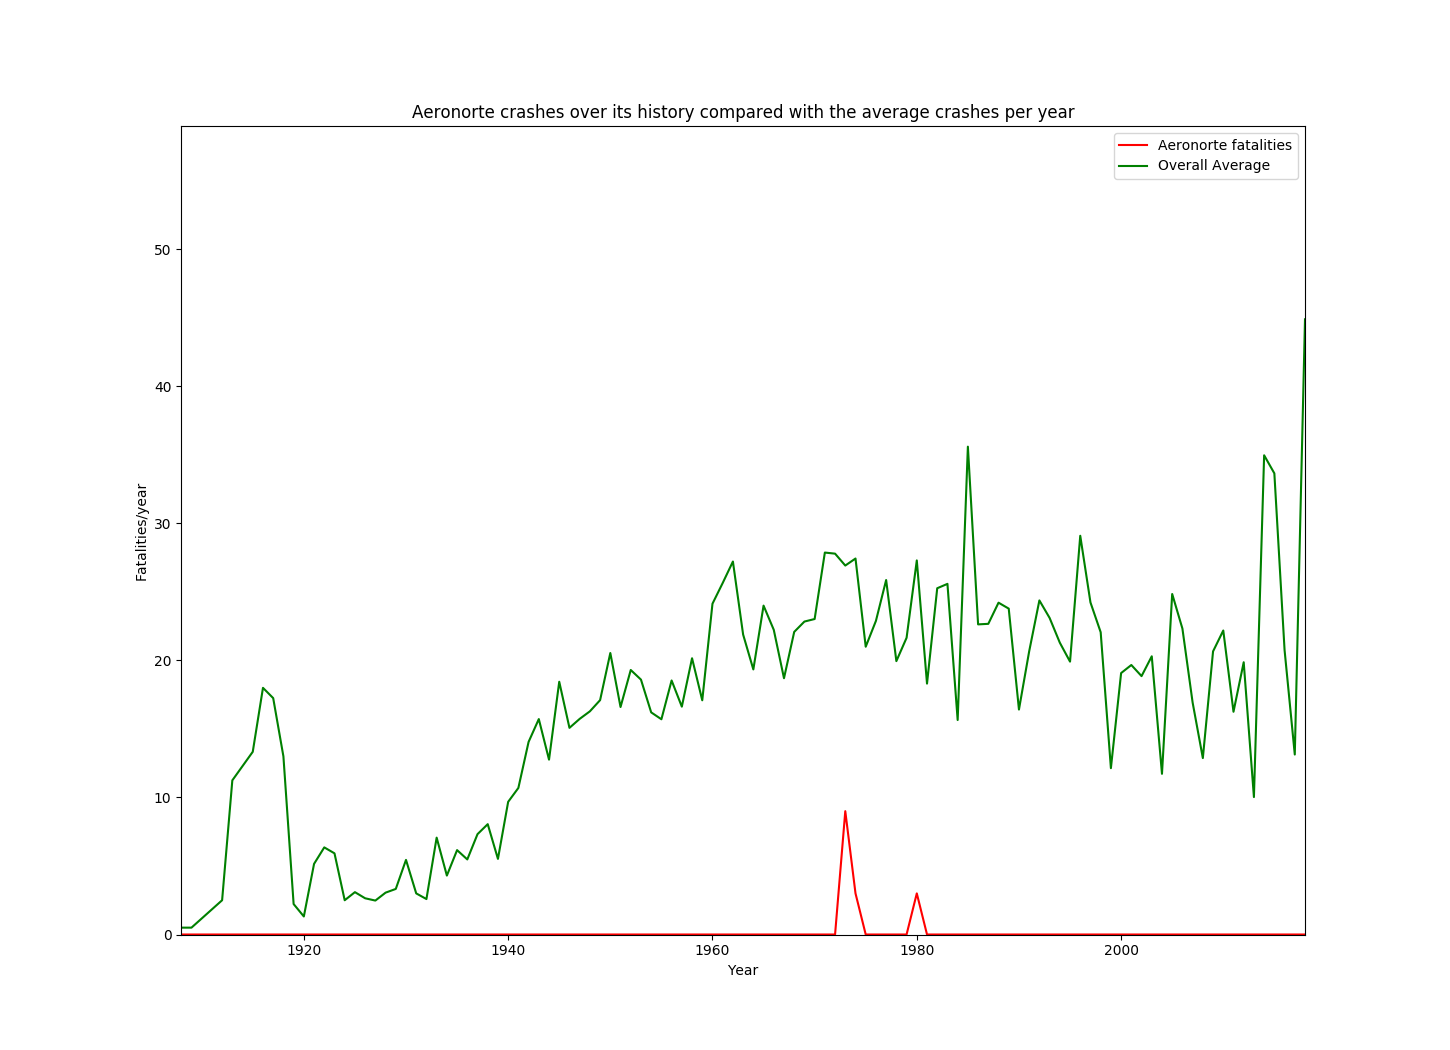 Aeronorte crashes over its history compared with the average crashes per year
Aeronorte fatalities
Overall Average
50
40
30
20
10
0
Fatalities/year
1920 1940 1960 1980 2000
Year